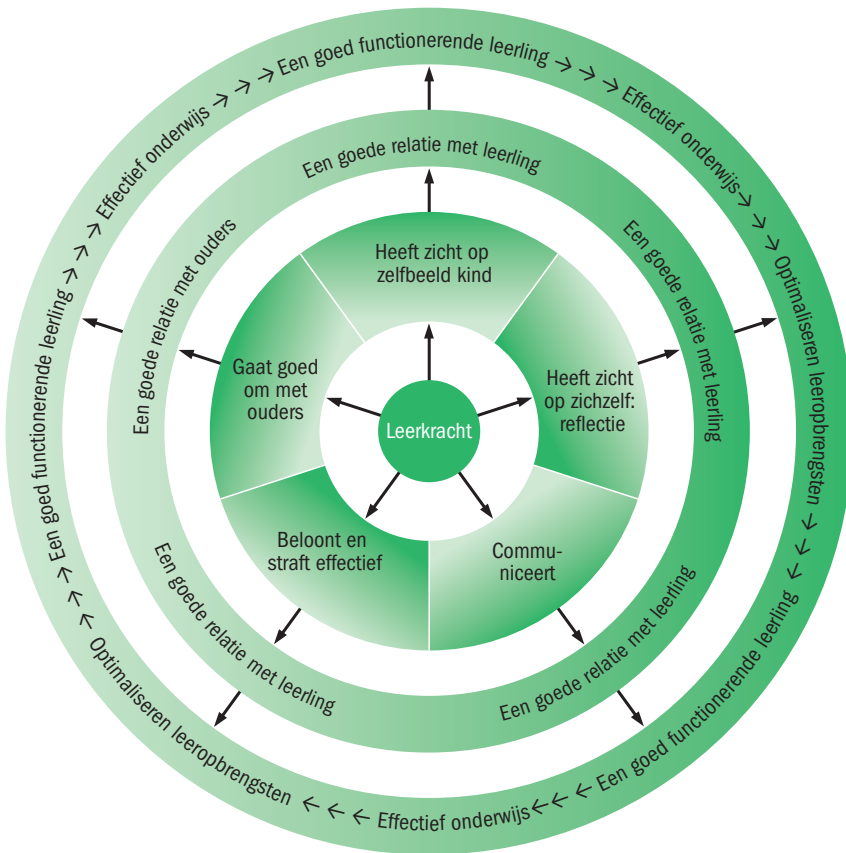 Een goed functionerende leerling → → → Effectief onderwijs → → → Optimaliseren leeropbrengsten → → → Een goed functionerende leerling → → → Effectief onderwijs → → → Optimaliseren leeropbrengsten → → → Een goed functionerende leerling → → → Effectief onderwijs → → →
Een goede relatie met leerling
Een goede relatie met leerling
Een goede relatie met leerling
Een goede relatie met leerling
Een goede relatie met ouders
Heeft zicht op
zelfbeeld kind
Heeft zicht
op zichzelf:
reflectie
Commu-
niceert
Beloont en
straft effectief
Gaat goed
om met
ouders
Leerkracht